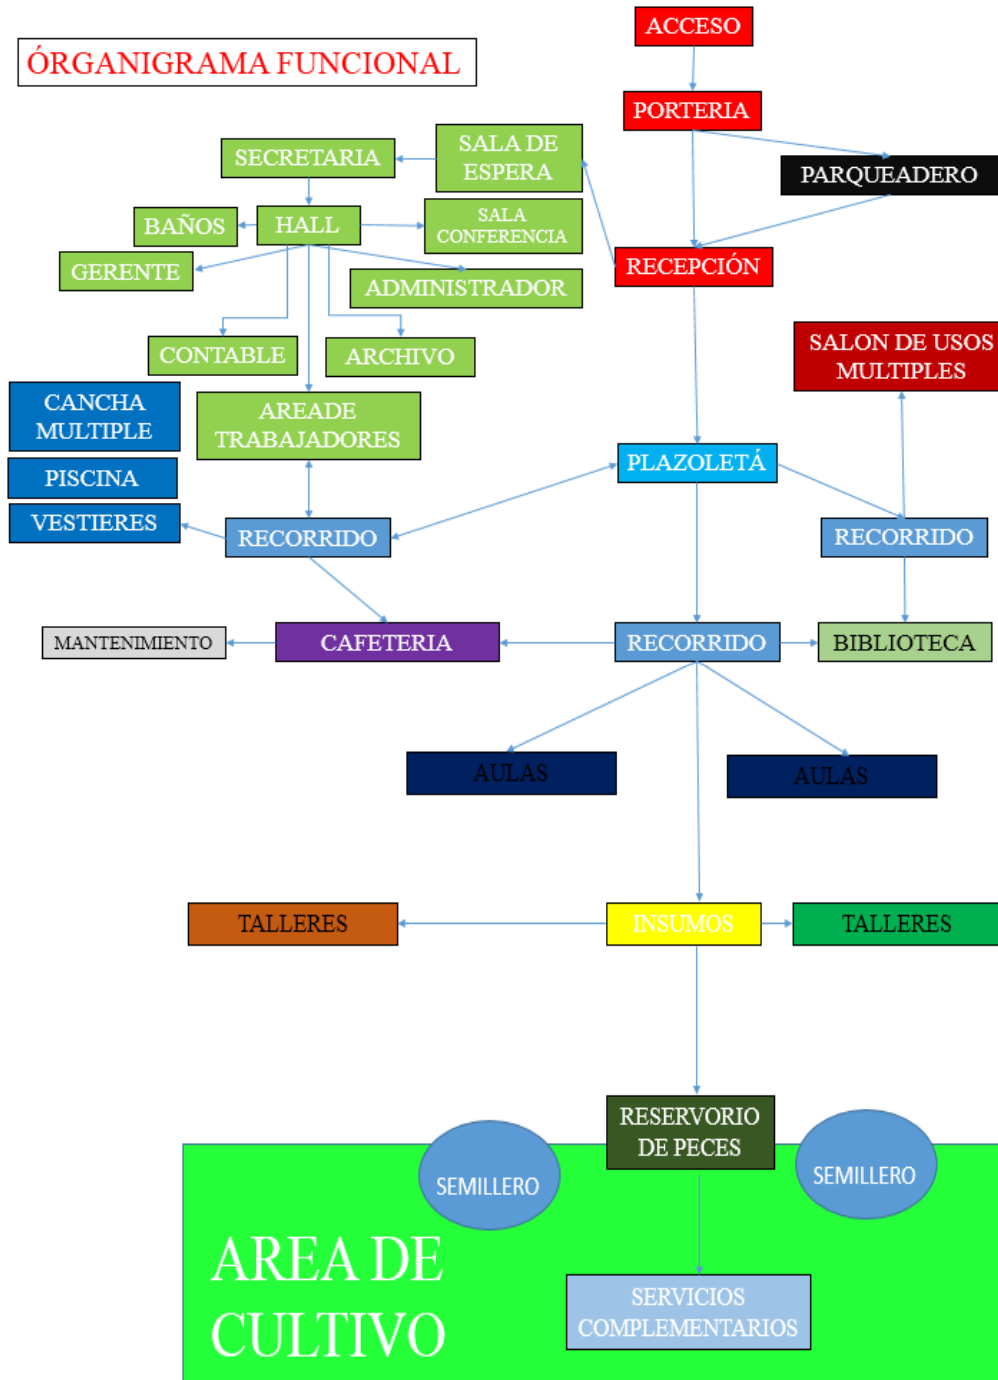 ACCESO
ÓRGANIGRAMA FUNCIONAL
PORTERIA
SECRETARIA
SALA DE
ESPERA
PARQUEADERO
BAÑOS
HALL
SALA
CONFERENCIA
GERENTE
ADMINISTRADOR
RECEPCIÓN
CONTABLE
ARCHIVO
SALON DE USOS
MULTIPLES
CANCHA
MULTIPLE
AREADE
TRABAJADORES
PISCINA
PLAZOLETÁ
VESTIERES
RECORRIDO
RECORRIDO
MANTENIMIENTO
CAFETERIA
RECORRIDO
BIBLIOTECA
AULAS
AULAS
TALLERES
INSUMOS
TALLERES
RESERVORIO
DE PECES
SEMILLERO
SEMILLERO
AREA DE
CULTIVO
SERVICIOS
COMPLEMENTARIOS